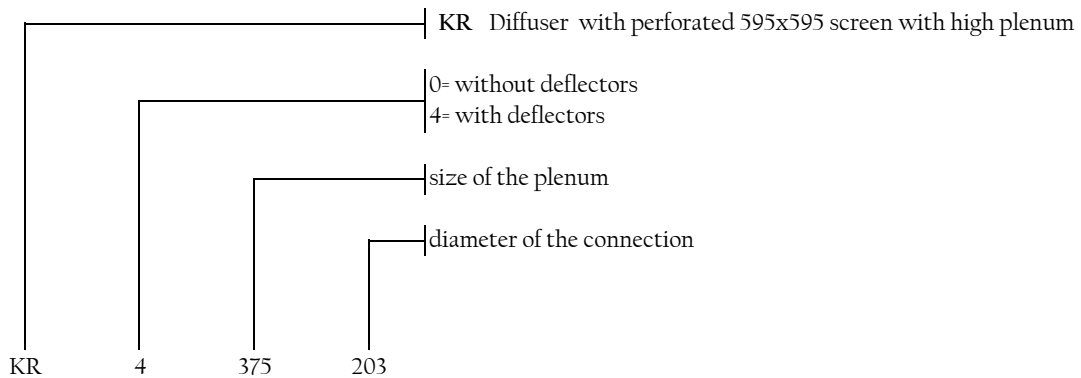 KR Diffuser with perforated 595x595 screen with high plenum
0= without deflectors
4= with deflectors
size of the plenum
diameter of the connection
KR 4 375 203